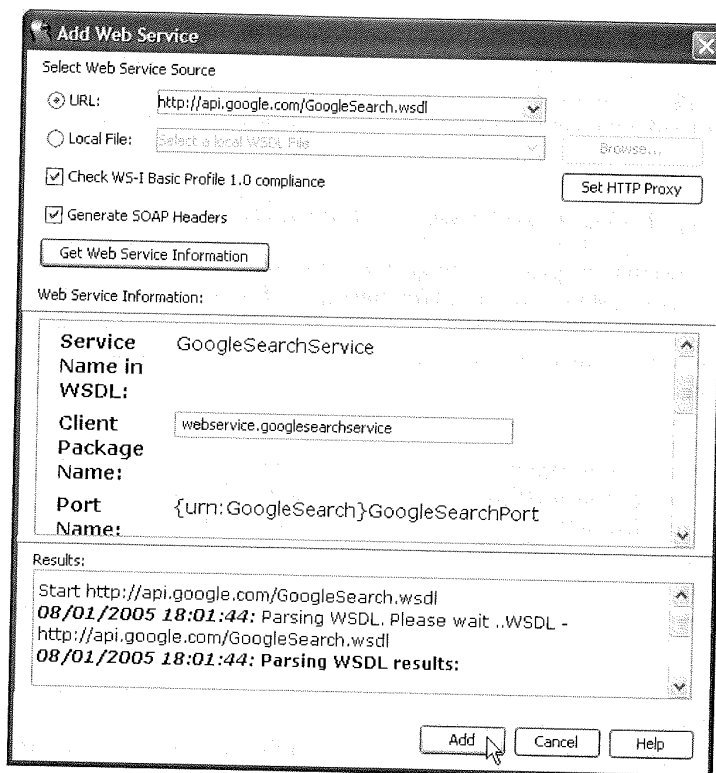 Add Web Service
Select Web Service Source
URL:
http://api.google.com/GoogleSearch.wsdl
Local File:
Select a local WSDL File
Browse...
Check WS-I Basic Profile 1.0 compliance
Set HTTP Proxy
Generate SOAP Headers
Get Web Service Information
Web Service Information:
Service Name in WSDL:
GoogleSearchService
Client Package Name:
webservice.googlesearchservice
Port Name:
{urn:GoogleSearch}GoogleSearchPort
Results:
Start http://api.google.com/GoogleSearch.wsdl
08/01/2005 18:01:44: Parsing WSDL. Please wait ..WSDL -
http://api.google.com/GoogleSearch.wsdl
08/01/2005 18:01:44: Parsing WSDL results:
Add
Cancel
Help